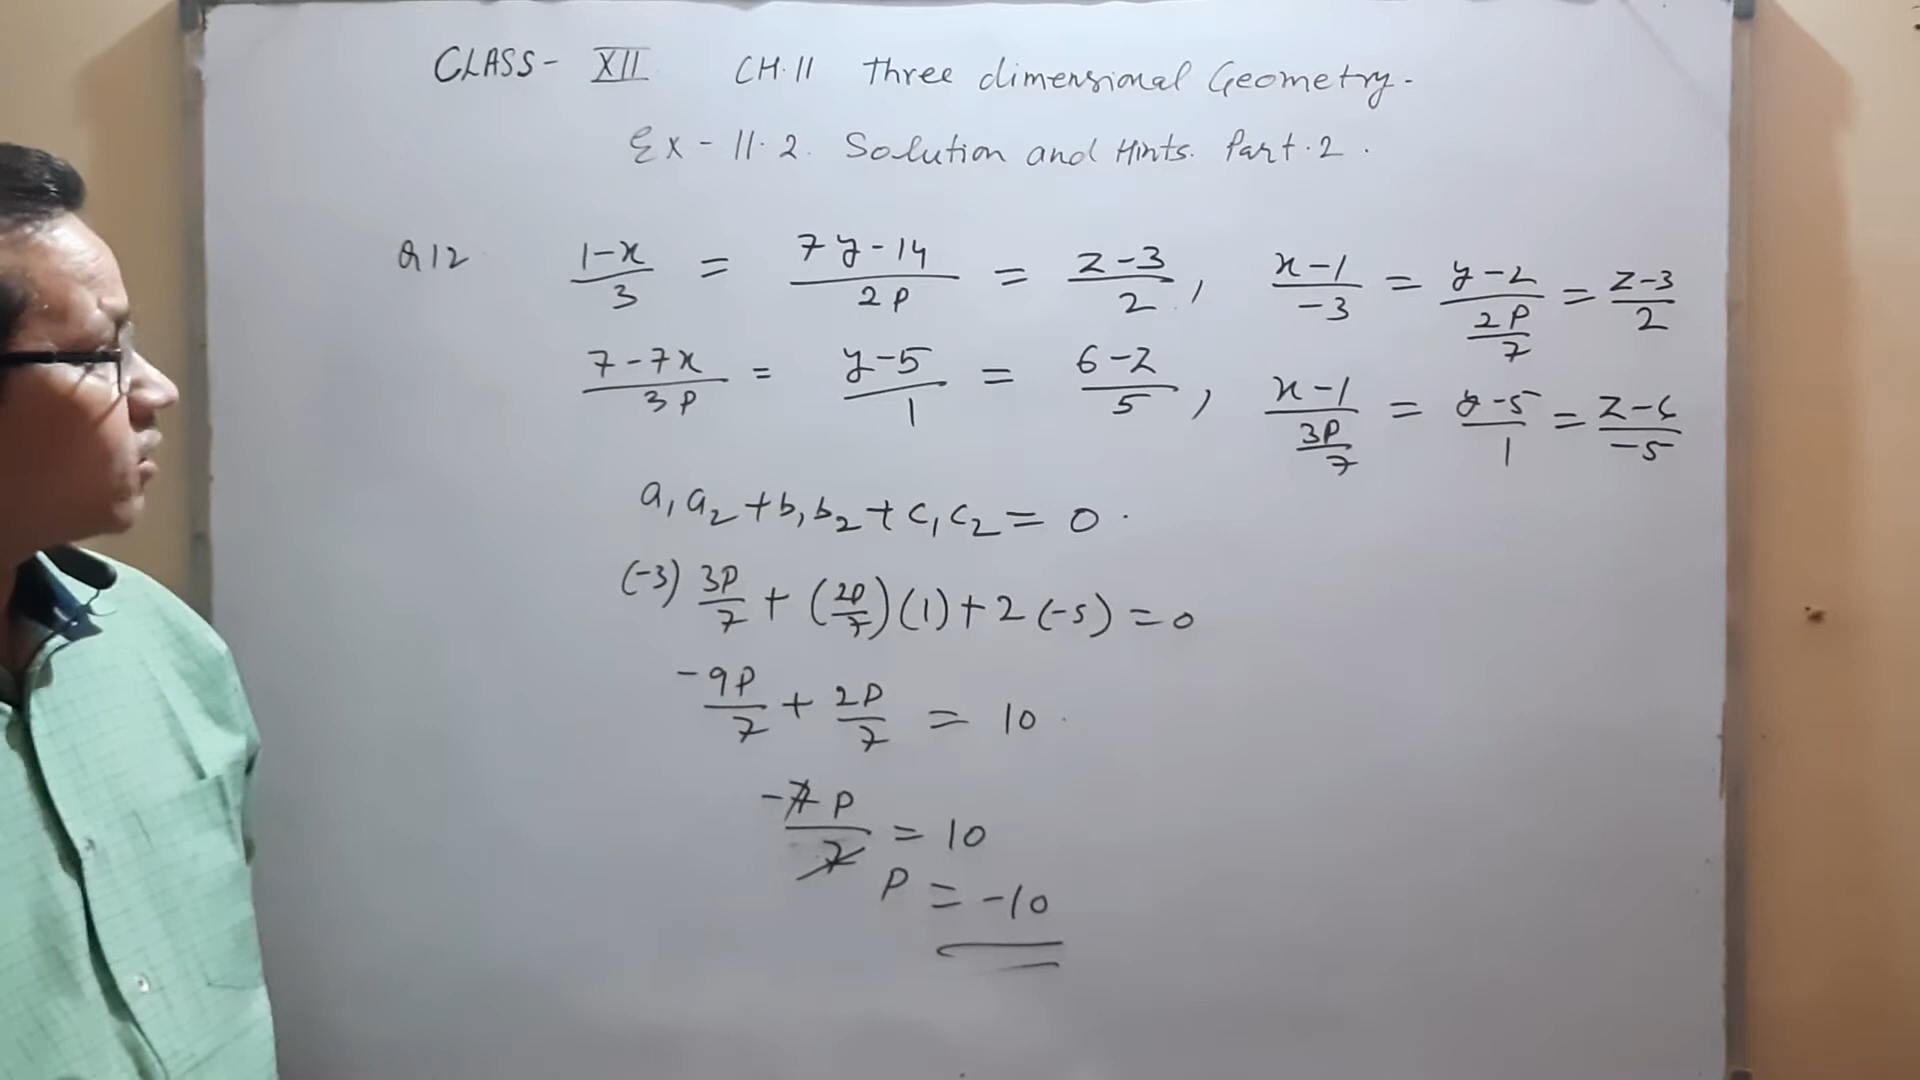 CLASS- XII CH.11 Three dimensional Geometry.
Ex - 11.2. Solution and Hints. Part.2.
Q12 (1-x)/3 = (7y-14)/(2P) = (z-3)/2, (x-1)/(-3) = (y-2)/(2P/7) = (z-3)/2
(7-7x)/(3P) = (y-5)/1 = (6-z)/5, (x-1)/(3P/7) = (y-5)/1 = (z-6)/(-5)
a₁a₂+b₁b₂+c₁c₂ = 0.
(-3) 3P/7 + (2P/7)(1) + 2(-5) = 0
-9P/7 + 2P/7 = 10
-7P/7 = 10
P = -10